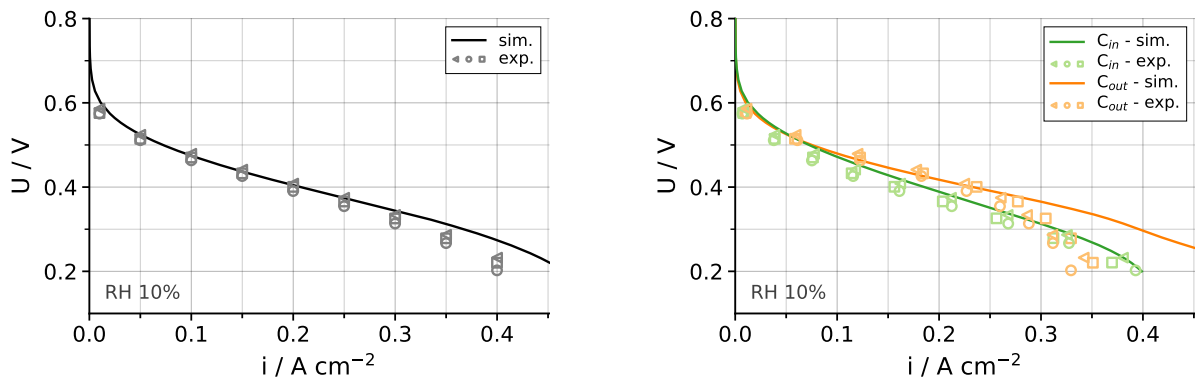 0.8
0.6
0.4
0.2
U / V
sim.
exp.
RH 10%
0.0 0.1 0.2 0.3 0.4
i / A cm⁻²
0.8
0.6
0.4
0.2
U / V
C_in - sim.
C_in - exp.
C_out - sim.
C_out - exp.
RH 10%
0.0 0.1 0.2 0.3 0.4
i / A cm⁻²